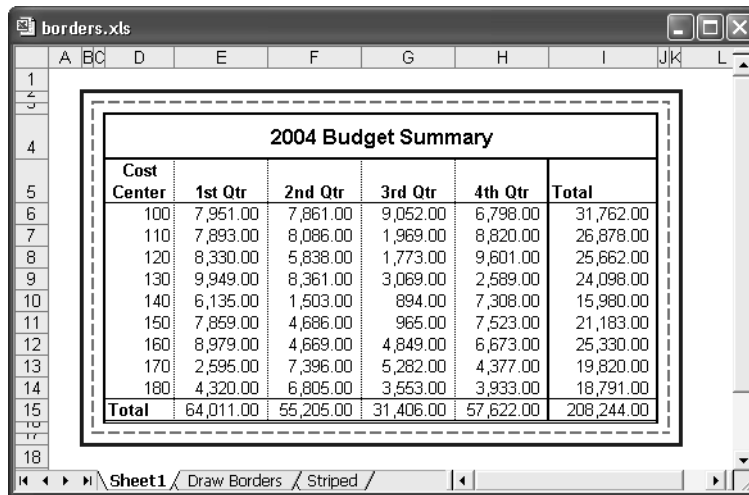 borders.xls
A B C D E F G H I J K L
1
2
3
4 2004 Budget Summary
Cost
5 Center 1st Qtr 2nd Qtr 3rd Qtr 4th Qtr Total
6 100 7,951.00 7,861.00 9,052.00 6,798.00 31,762.00
7 110 7,893.00 8,086.00 1,969.00 8,820.00 26,878.00
8 120 8,330.00 5,838.00 1,773.00 9,601.00 25,662.00
9 130 9,949.00 8,361.00 3,069.00 2,589.00 24,098.00
10 140 6,135.00 1,503.00 894.00 7,308.00 15,980.00
11 150 7,859.00 4,686.00 965.00 7,523.00 21,183.00
12 160 8,979.00 4,669.00 4,849.00 6,673.00 25,330.00
13 170 2,595.00 7,396.00 5,282.00 4,377.00 19,820.00
14 180 4,320.00 6,805.00 3,553.00 3,933.00 18,791.00
15 Total 64,011.00 55,205.00 31,406.00 57,622.00 208,244.00
16
17
18
Sheet1 Draw Borders Striped